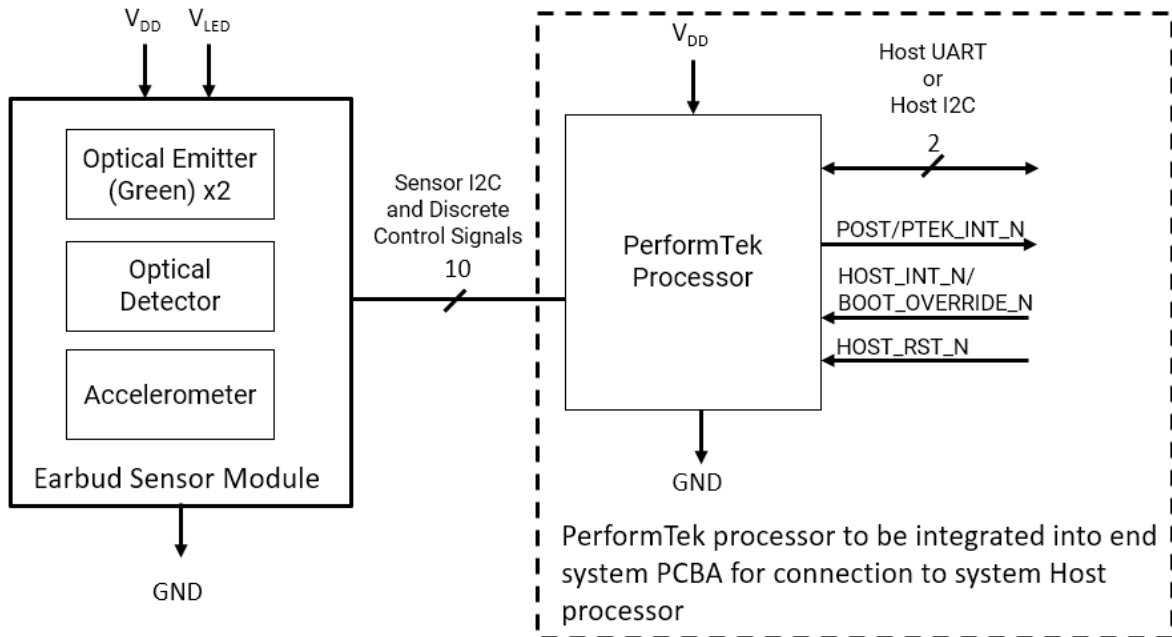 VDD
VLED
Optical Emitter
(Green) x2
Optical
Detector
Accelerometer
Earbud Sensor Module
GND
Sensor I2C
and Discrete
Control Signals
10
VDD
PerformTek
Processor
GND
Host UART
or
Host I2C
2
POST/PTEK_INT_N
HOST_INT_N/
BOOT_OVERRIDE_N
HOST_RST_N
PerformTek processor to be integrated into end
system PCBA for connection to system Host
processor